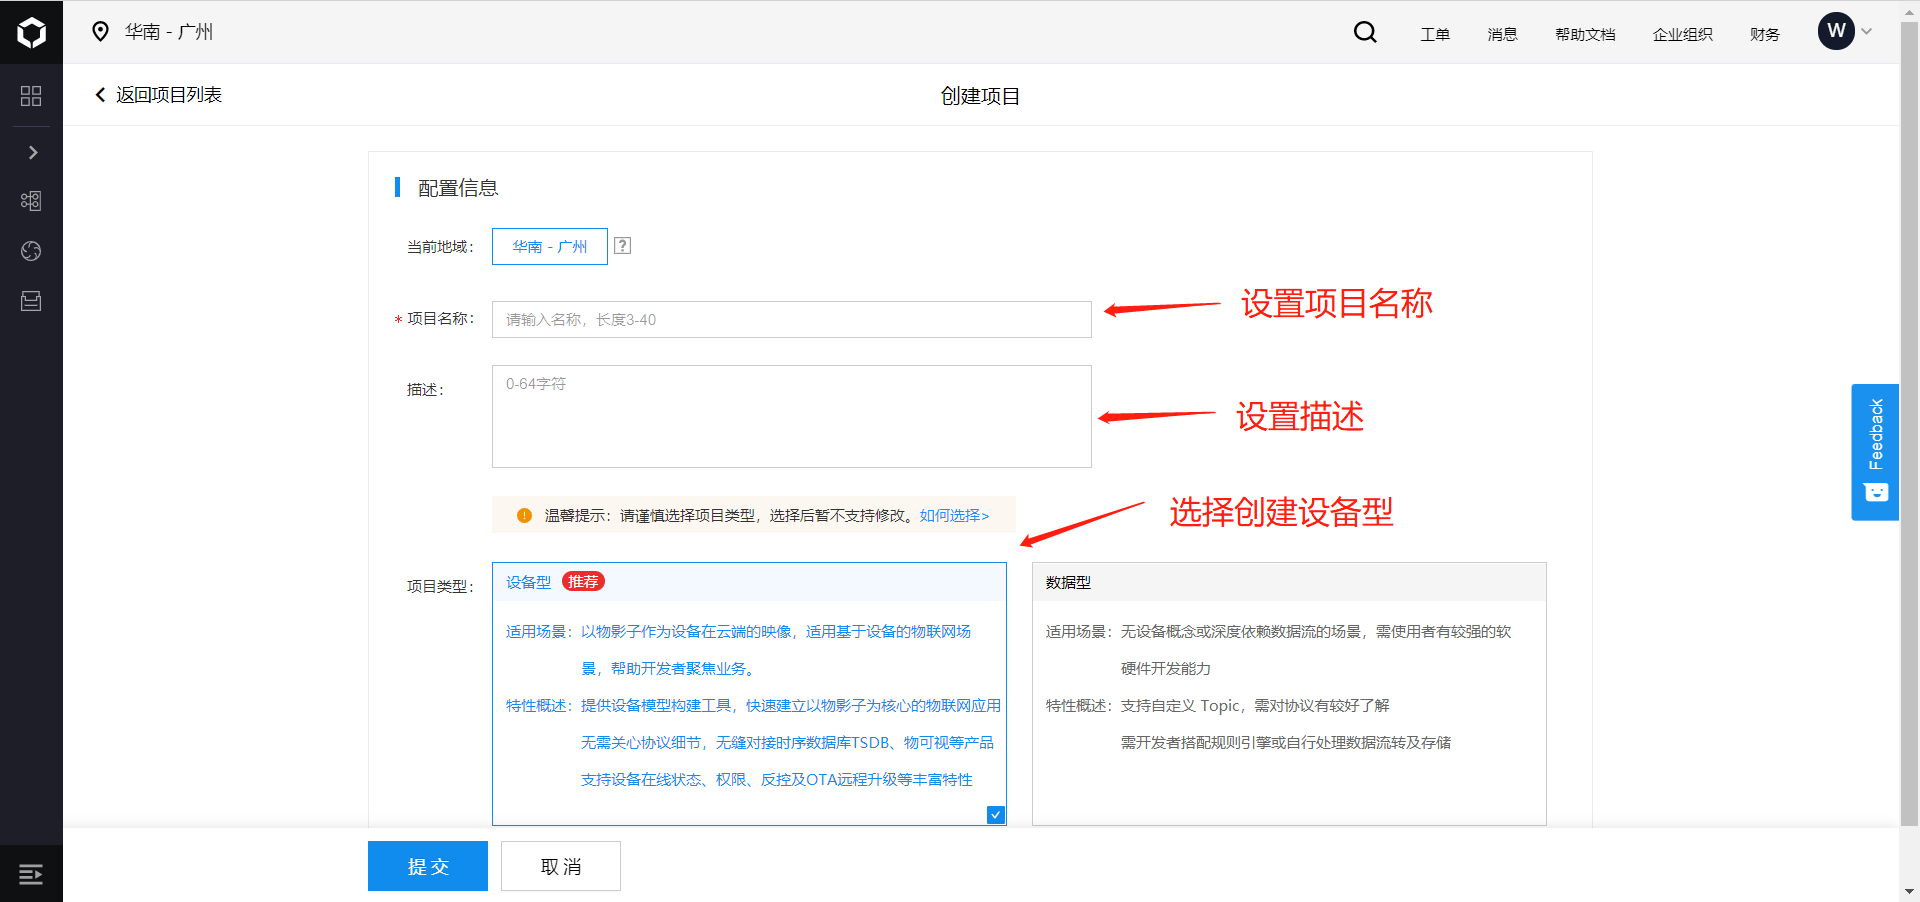 华南 - 广州
工单
消息
帮助文档
企业组织
财务
W
返回项目列表
创建项目
配置信息
当前地域：
华南 - 广州
?
* 项目名称：
请输入名称，长度3-40
设置项目名称
描述：
0-64字符
设置描述
温馨提示：请谨慎选择项目类型，选择后暂不支持修改。如何选择>
选择创建设备型
项目类型：
设备型 推荐
适用场景：以物影子作为设备在云端的映像，适用基于设备的物联网场
景，帮助开发者聚焦业务。
特性概述：提供设备模型构建工具，快速建立以物影子为核心的物联网应用
无需关心协议细节，无缝对接时序数据库TSDB、物可视等产品
支持设备在线状态、权限、反控及OTA远程升级等丰富特性
数据型
适用场景：无设备概念或深度依赖数据流的场景，需使用者有较强的软
硬件开发能力
特性概述：支持自定义 Topic，需对协议有较好了解
需开发者搭配规则引擎或自行处理数据流转及存储
Feedback
提交
取消